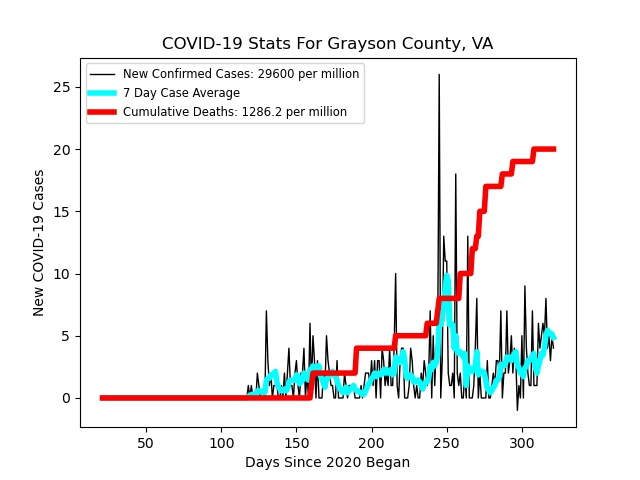 COVID-19 Stats For Grayson County, VA
New Confirmed Cases: 29600 per million
7 Day Case Average
Cumulative Deaths: 1286.2 per million
New COVID-19 Cases
25
20
15
10
5
0
50 100 150 200 250 300
Days Since 2020 Began